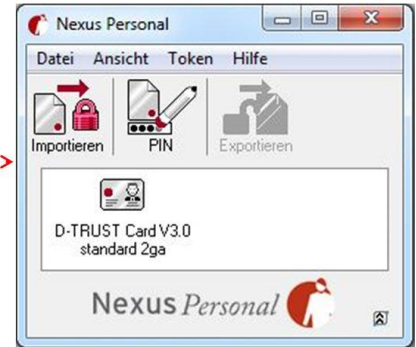 Nexus Personal
Datei Ansicht Token Hilfe
Importieren PIN Exportieren
D-TRUST Card V3.0
standard 2ga
Nexus Personal